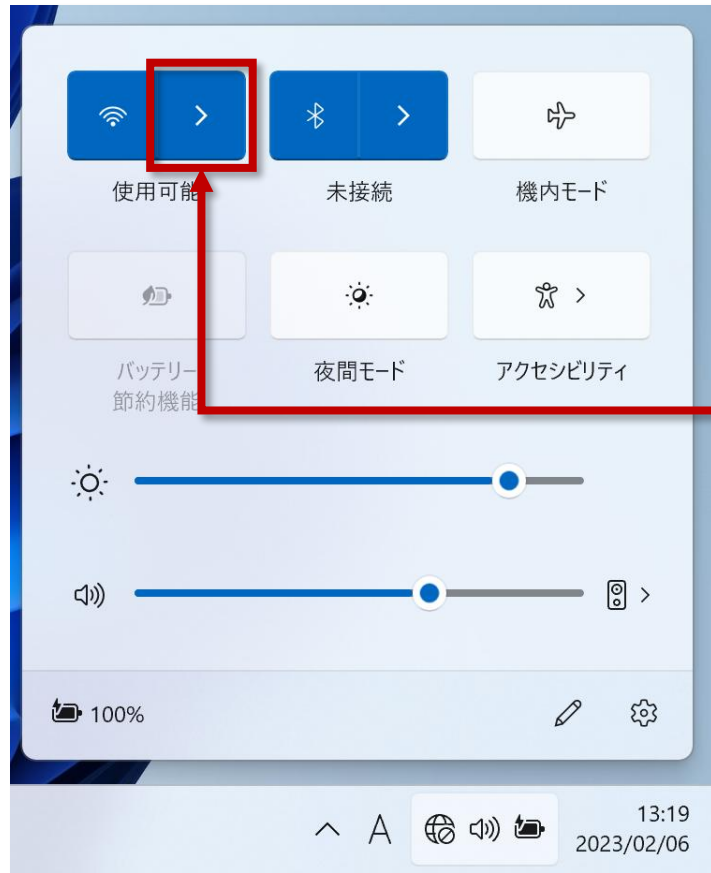 使用可能
未接続
機内モード
バッテリー
節約機能
夜間モード
アクセシビリティ
100%
A
13:19
2023/02/06